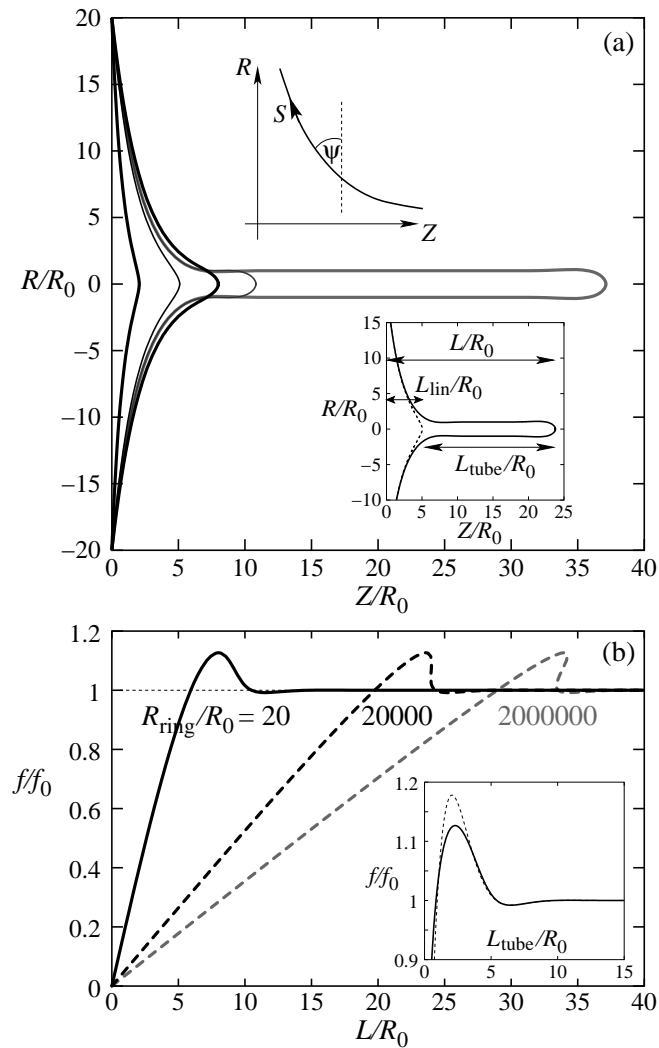 (a)
20
15
10
5
0
−5
−10
−15
−20
R/R0
R
S
ψ
Z
15
10
5
0
−5
−10
R/R0
L/R0
Llin/R0
Ltube/R0
0 5 10 15 20 25
Z/R0
0 5 10 15 20 25 30 35 40
Z/R0
(b)
1.2
1
0.8
0.6
0.4
0.2
0
f/f0
Rring/R0 = 20 20000 2000000
1.2
1.1
1
0.9
f/f0
Ltube/R0
0 5 10 15
0 5 10 15 20 25 30 35 40
L/R0